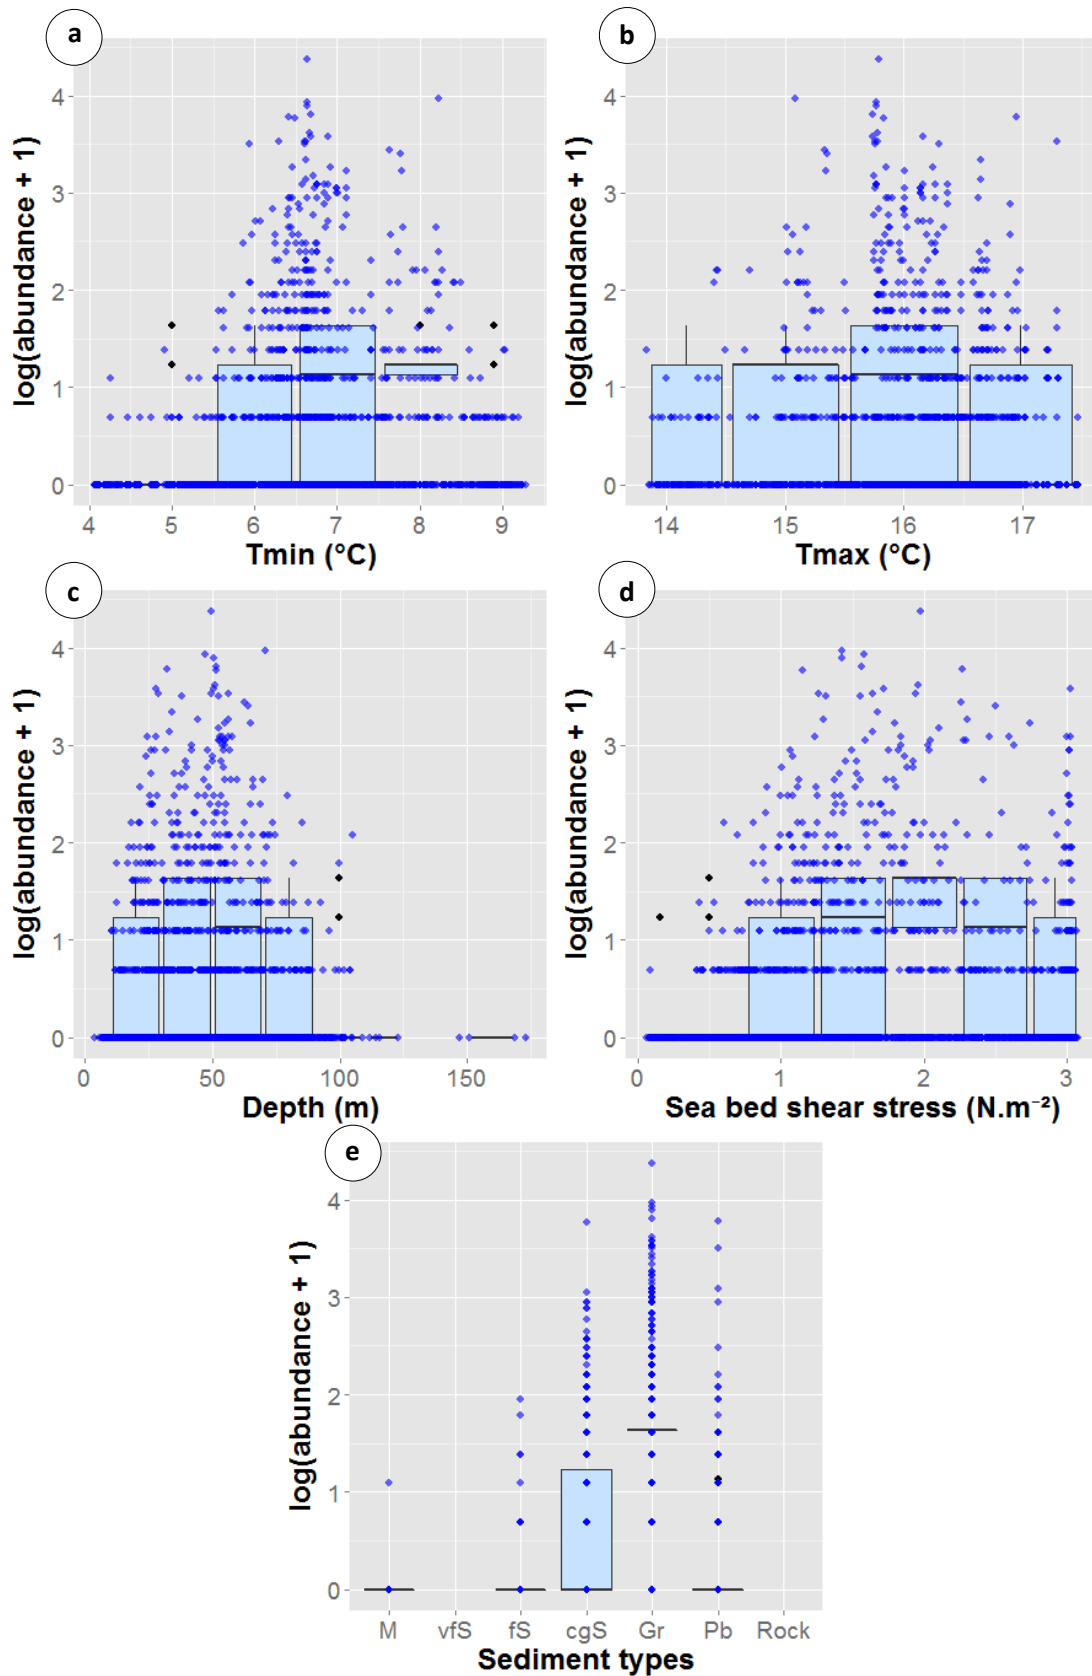 a
b
log(abundance + 1)
4
3
2
1
0
4 5 6 7 8 9
Tmin (°C)
log(abundance + 1)
4
3
2
1
0
14 15 16 17
Tmax (°C)
c
d
log(abundance + 1)
4
3
2
1
0
0 50 100 150
Depth (m)
log(abundance + 1)
4
3
2
1
0
0 1 2 3
Sea bed shear stress (N.m⁻²)
e
log(abundance + 1)
4
3
2
1
0
M vfS fS cgS Gr Pb Rock
Sediment types